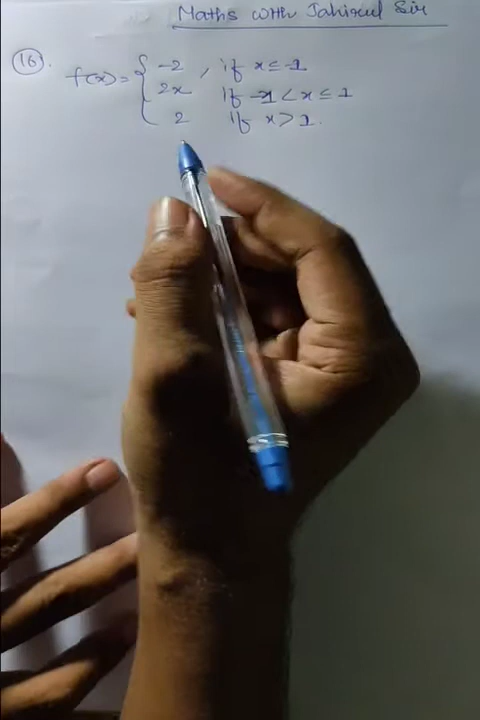 Maths with Jahirul Sir
(16). f(x) = { -2 , if x ≤ -1
2x if -1 < x ≤ 1
2 if x > 1.